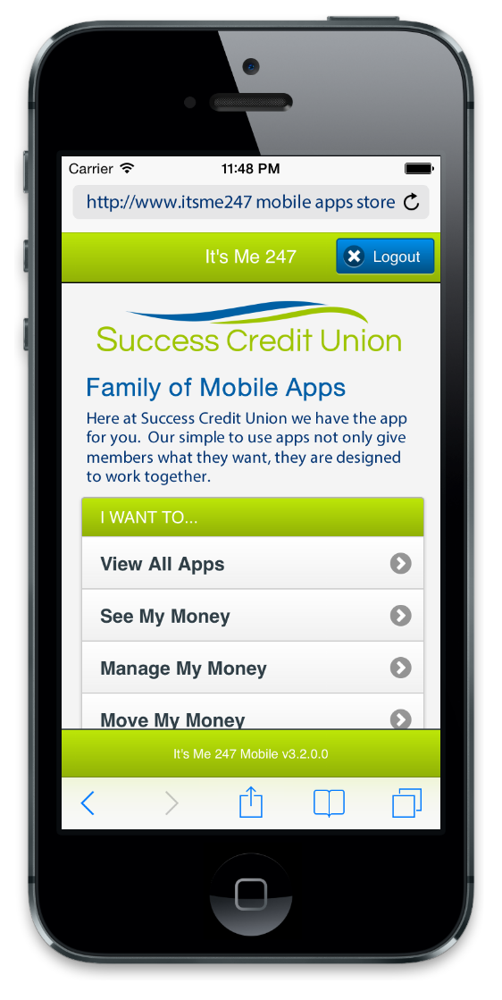 Carrier 11:48 PM
http://www.itsme247 mobile apps store
It's Me 247 Logout
Success Credit Union
Family of Mobile Apps
Here at Success Credit Union we have the app
for you. Our simple to use apps not only give
members what they want, they are designed
to work together.
I WANT TO...
View All Apps
See My Money
Manage My Money
Move My Money
It's Me 247 Mobile v3.2.0.0